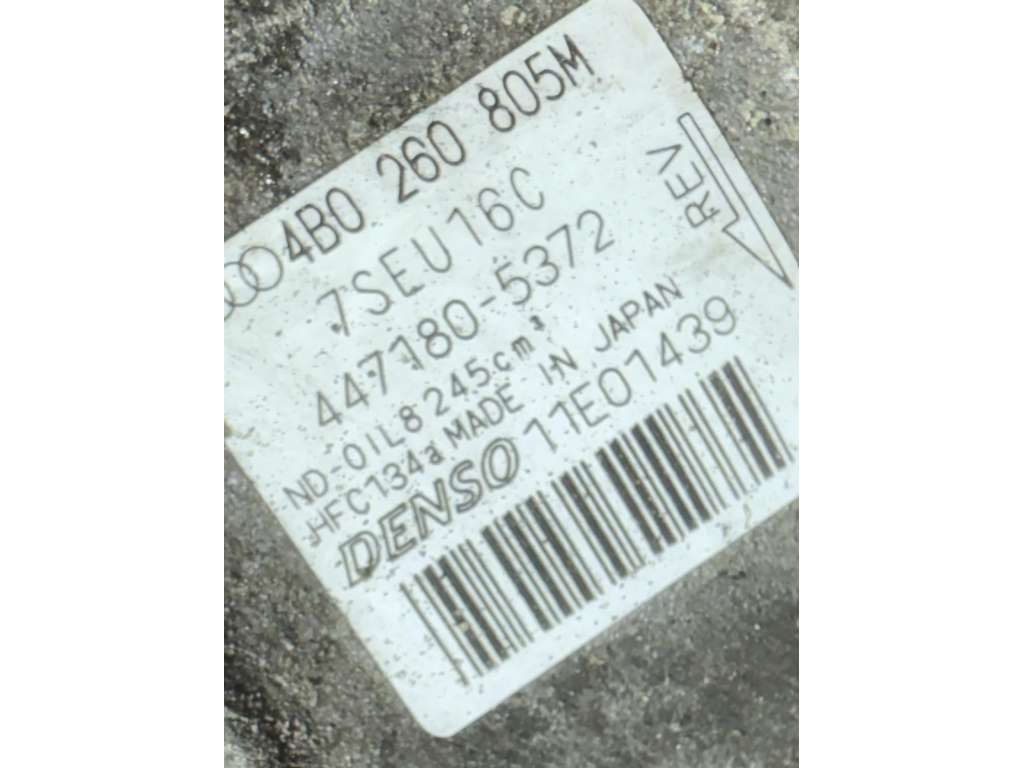 4B0 260 805M
7SEU16C
447180-5372
ND-OIL8 245cm³
HFC134a MADE IN JAPAN
DENSO 11E01439
REV